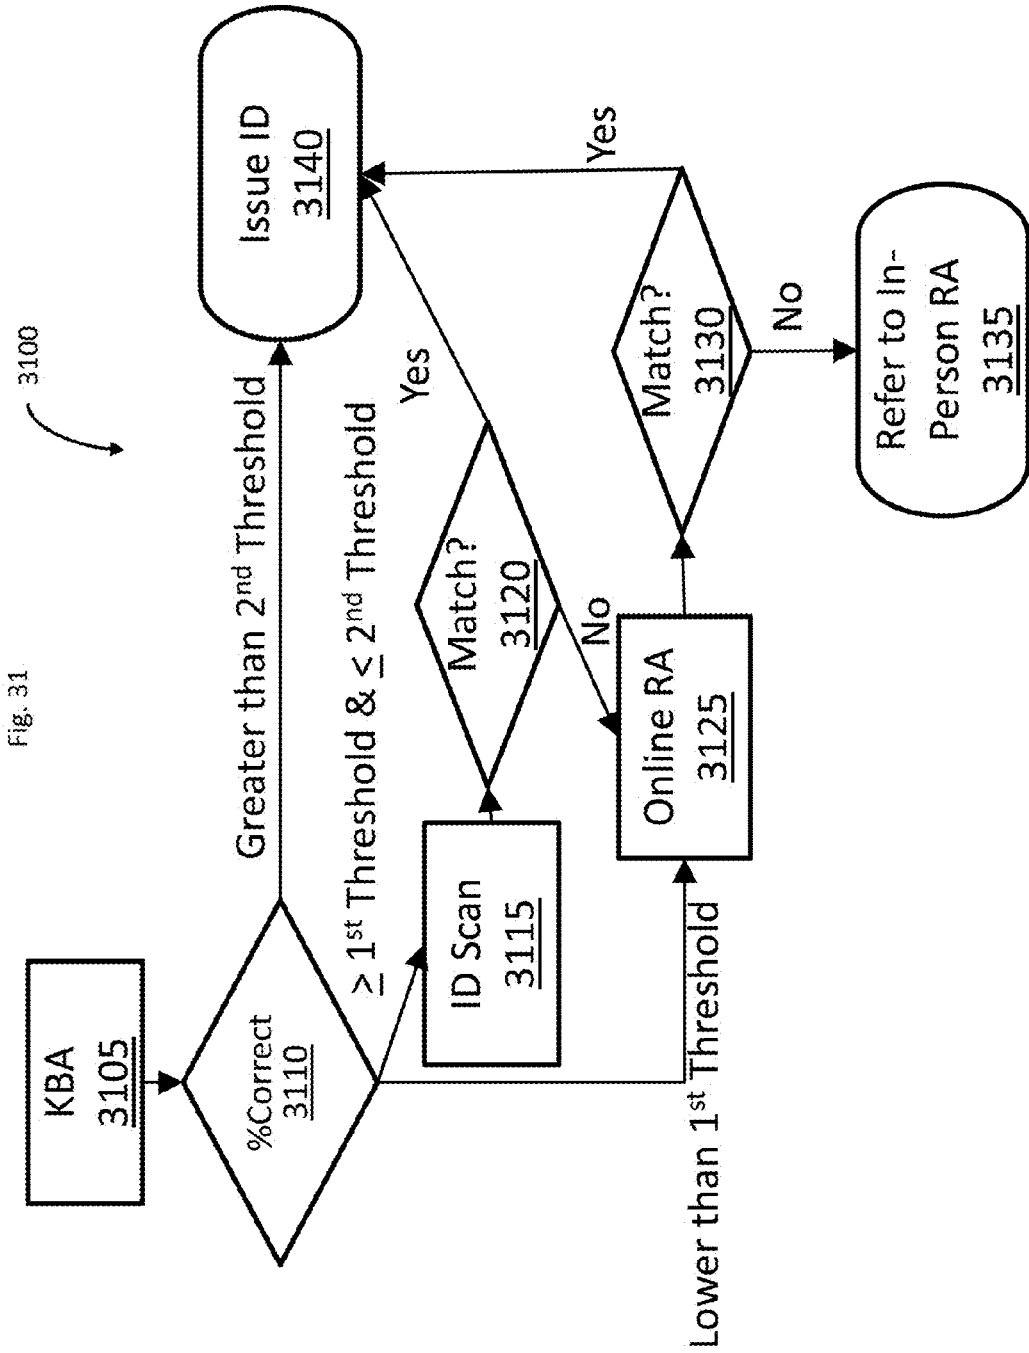 Fig. 31
3100
KBA
3105
%Correct
3110
Greater than 2nd Threshold
Issue ID
3140
≥ 1st Threshold & ≤ 2nd Threshold
ID Scan
3115
Match?
3120
Yes
No
Lower than 1st Threshold
Online RA
3125
Match?
3130
Yes
No
Refer to In-
Person RA
3135